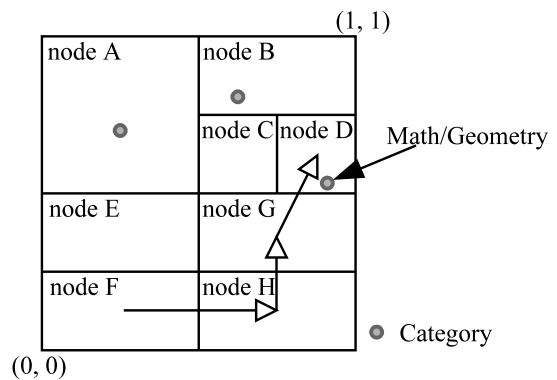 (1, 1)
node A
node B
node C
node D
Math/Geometry
node E
node G
node F
node H
Category
(0, 0)